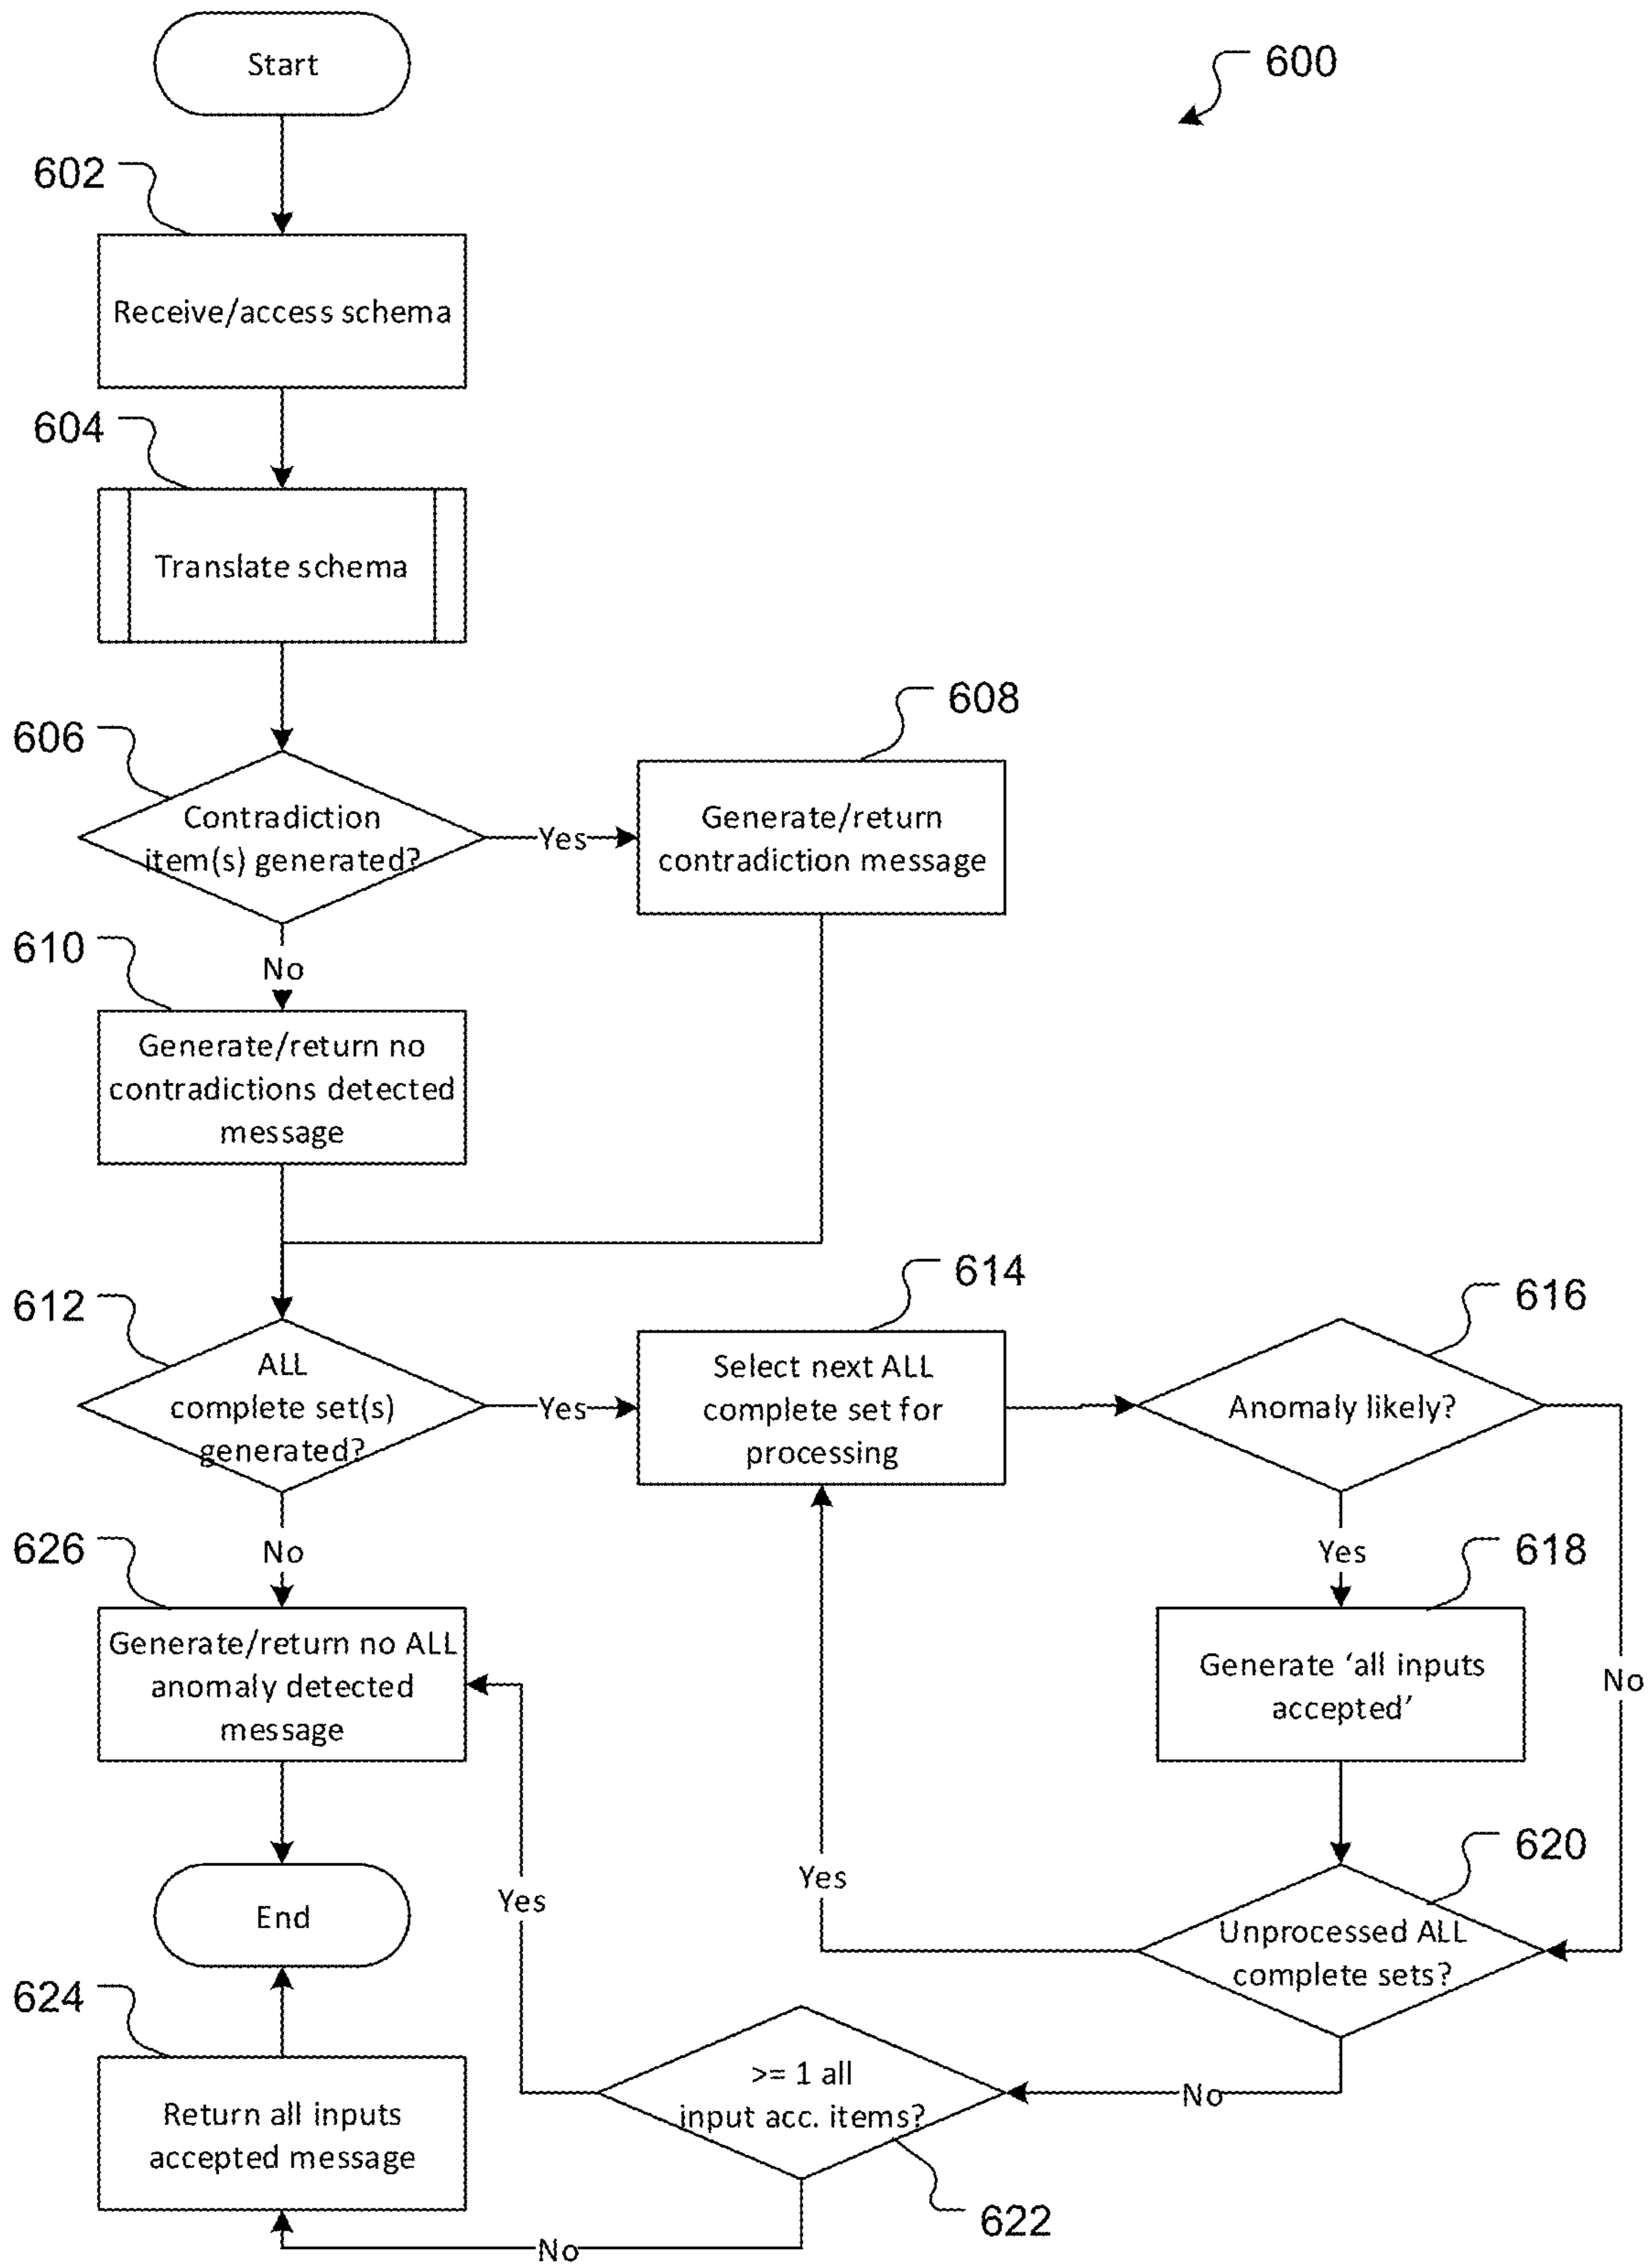 Start
600
602
Receive/access schema
604
Translate schema
606
Contradiction
item(s) generated?
Yes
608
Generate/return
contradiction message
No
610
Generate/return no
contradictions detected
message
612
ALL
complete set(s)
generated?
Yes
614
Select next ALL
complete set for
processing
616
Anomaly likely?
Yes
No
618
Generate ‘all inputs
accepted’
620
Unprocessed ALL
complete sets?
Yes
No
622
>= 1 all
input acc. items?
Yes
No
624
Return all inputs
accepted message
No
626
Generate/return no ALL
anomaly detected
message
End